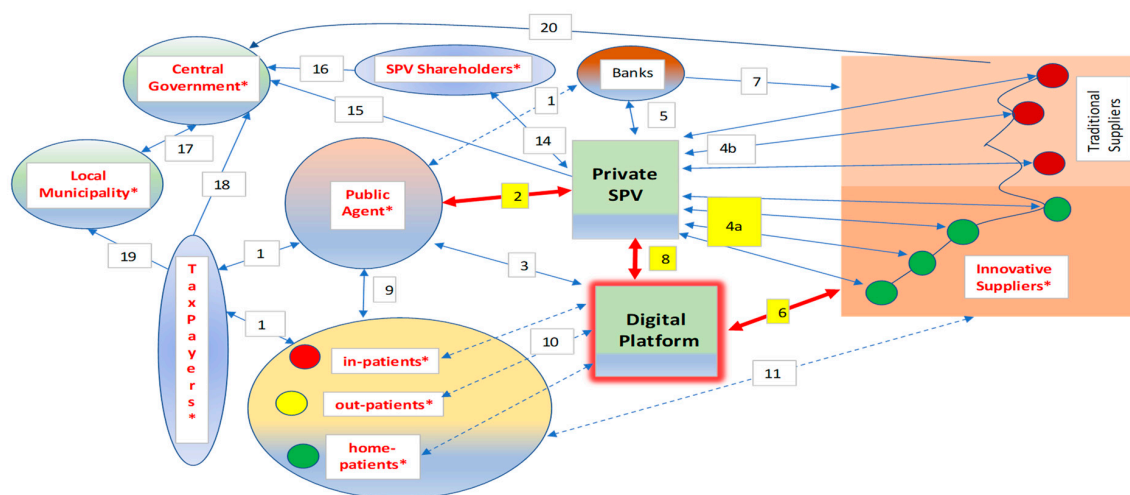 20
Central
Government*
16
SPV Shareholders*
Banks
7
1
15
5
14
4b
Traditional
Suppliers
17
Local
Municipality*
18
Public
Agent*
2
Private
SPV
4a
19
1
3
8
Innovative
Suppliers*
TaxPayers*
9
6
1
Digital
Platform
10
in-patients*
11
out-patients*
home-
patients*